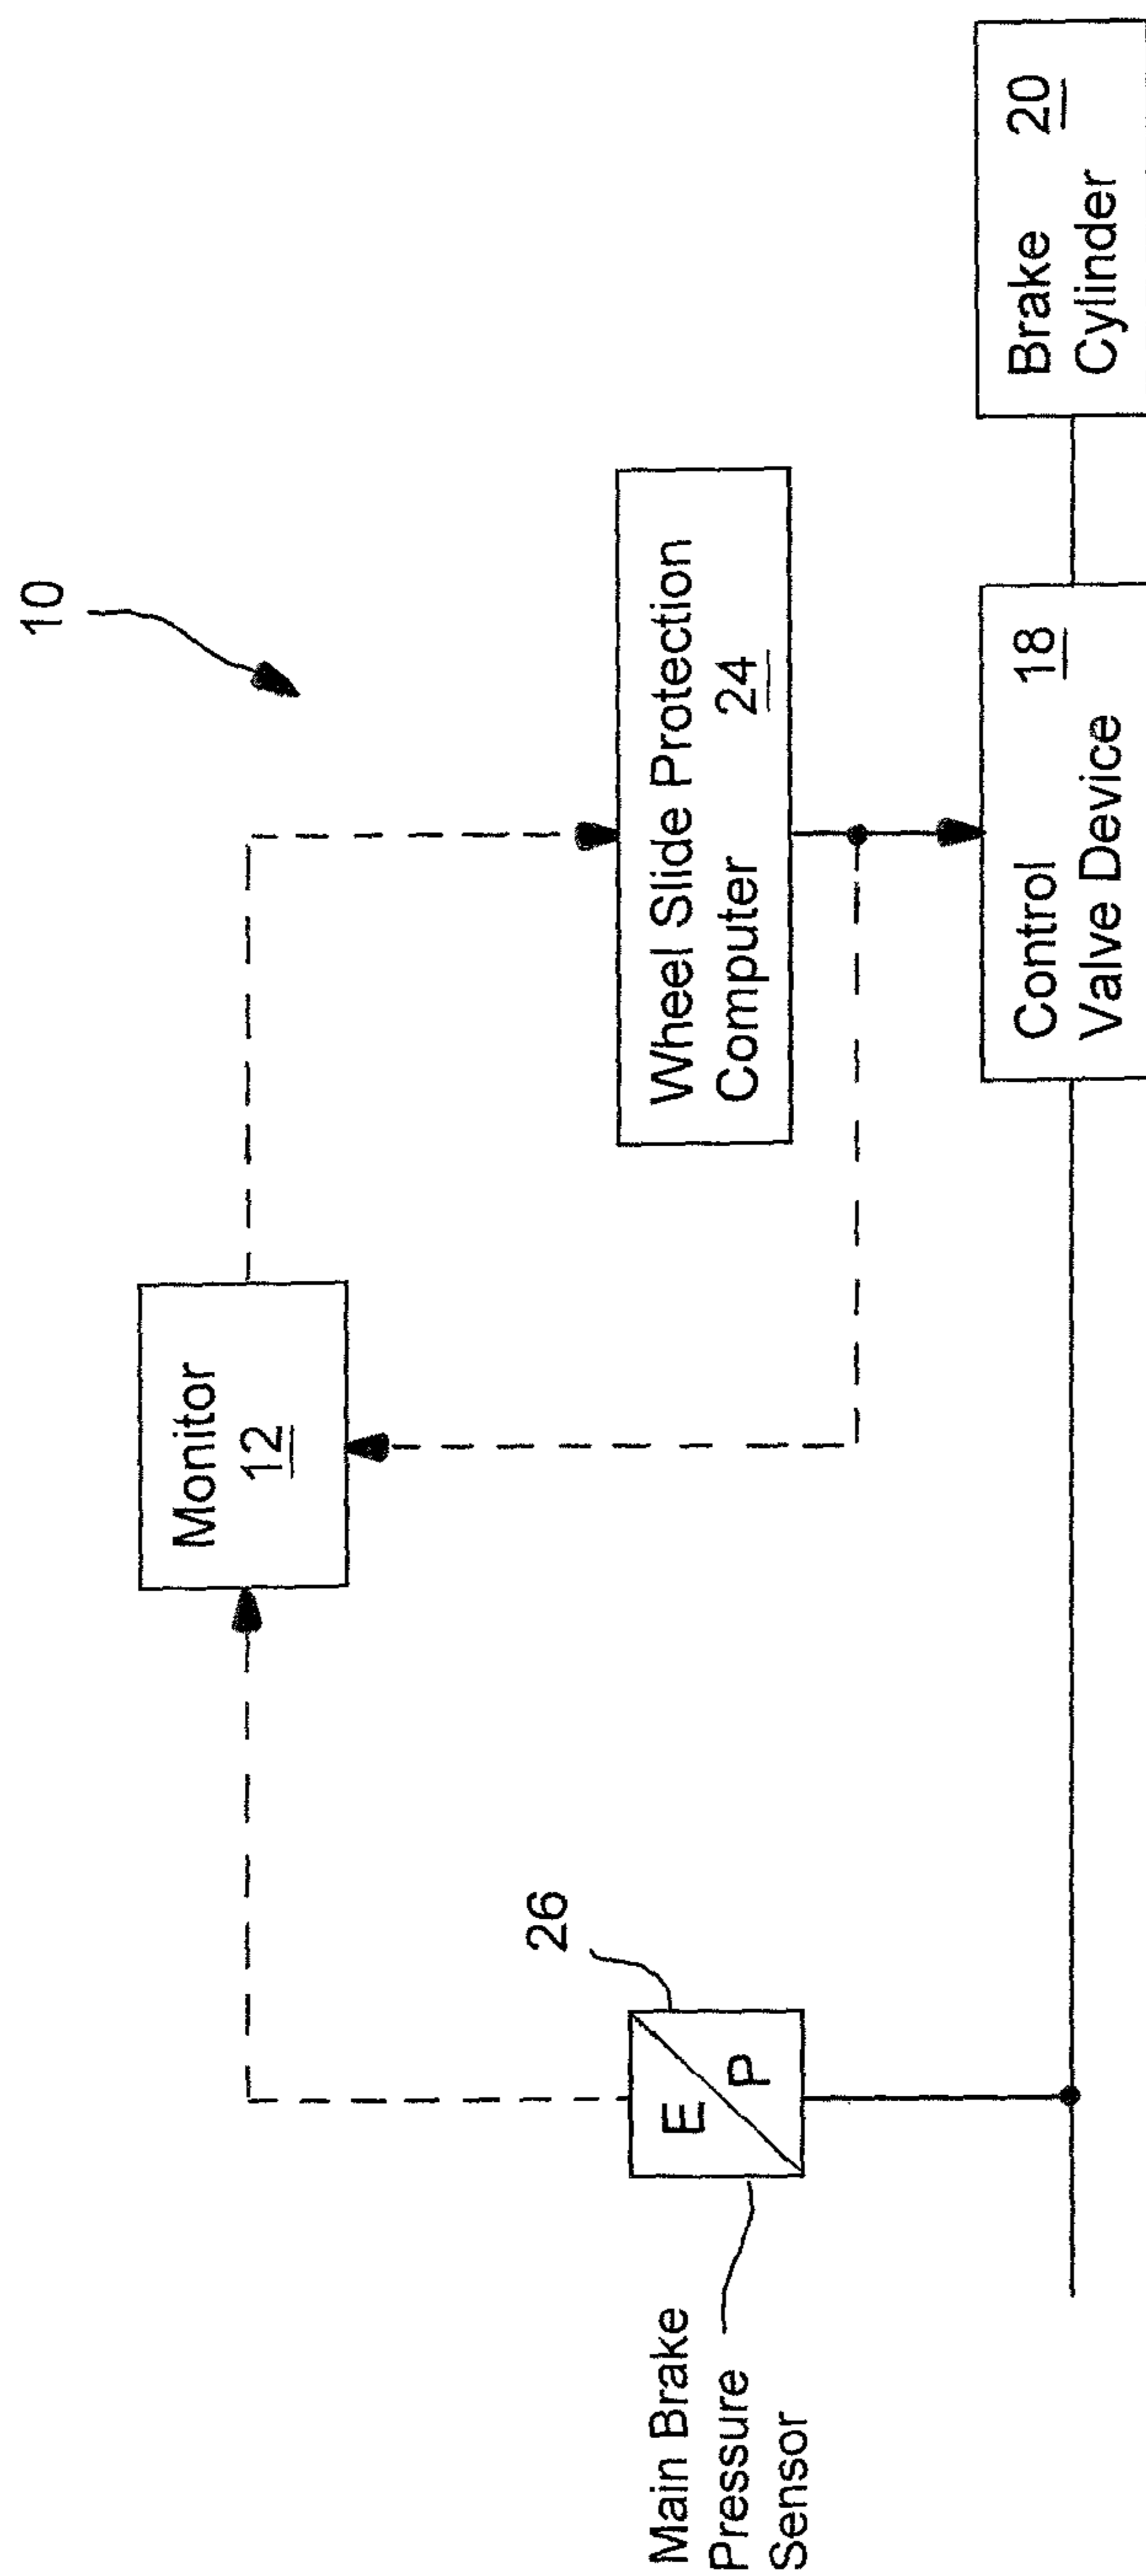 10
Monitor
12
Wheel Slide Protection
Computer 24
26
E
P
Main Brake
Pressure
Sensor
Control 18
Valve Device
Brake 20
Cylinder